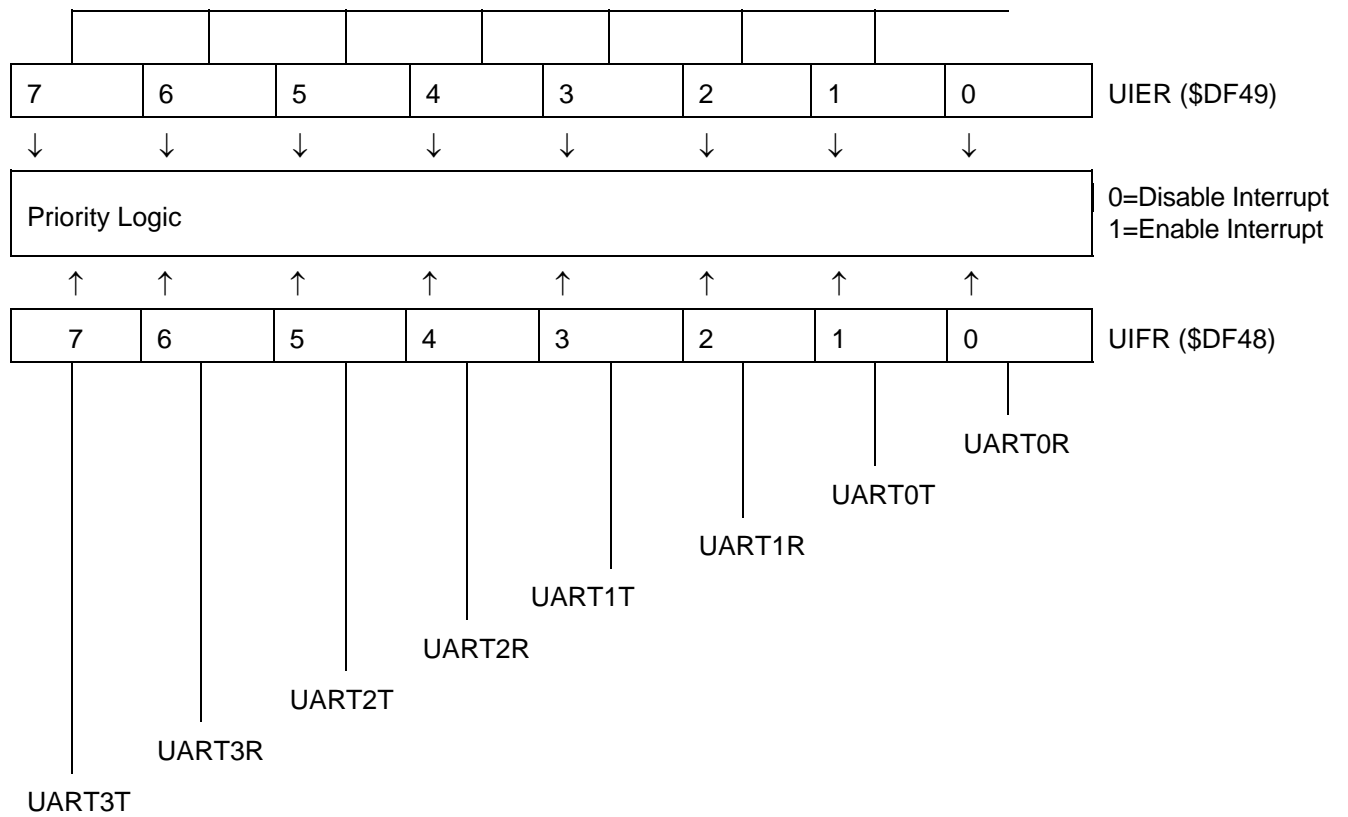 7 6 5 4 3 2 1 0 UIER ($DF49)
↓ ↓ ↓ ↓ ↓ ↓ ↓ ↓
Priority Logic
0=Disable Interrupt
1=Enable Interrupt
↑ ↑ ↑ ↑ ↑ ↑ ↑ ↑
7 6 5 4 3 2 1 0 UIFR ($DF48)
UART0R
UART0T
UART1R
UART1T
UART2R
UART2T
UART3R
UART3T